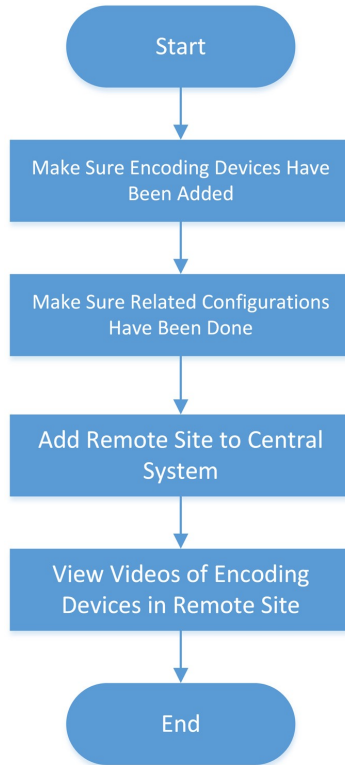 Start
Make Sure Encoding Devices Have
Been Added
Make Sure Related Configurations
Have Been Done
Add Remote Site to Central
System
View Videos of Encoding
Devices in Remote Site
End